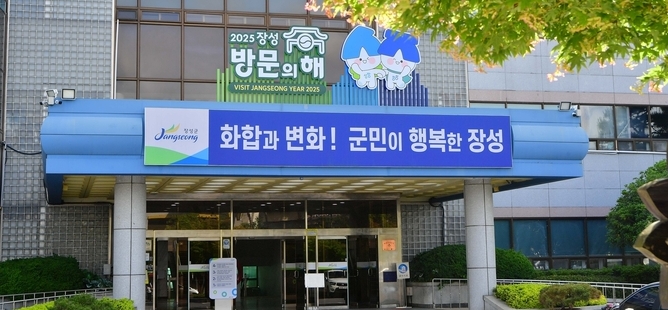 2025 장성
방문의 해
VISIT JANGSEONG YEAR 2025
장성군
Jangseong
화합과 변화! 군민이 행복한 장성